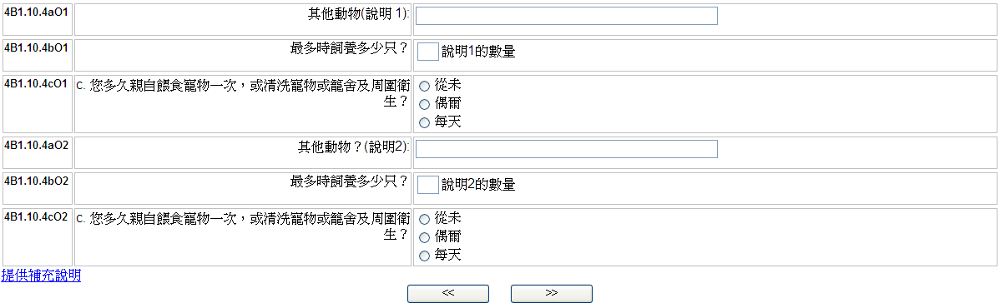 4B1.10.4aO1 其他動物(說明 1):
4B1.10.4bO1 最多時飼養多少只？ 說明1的數量
4B1.10.4cO1 C. 您多久親自餵食寵物一次，或清洗寵物或籠舍及周圍衛
生？
從未
偶爾
每天
4B1.10.4aO2 其他動物？(說明2):
4B1.10.4bO2 最多時飼養多少只？ 說明2的數量
4B1.10.4cO2 C. 您多久親自餵食寵物一次，或清洗寵物或籠舍及周圍衛
生？
從未
偶爾
每天
提供補充說明
<< >>